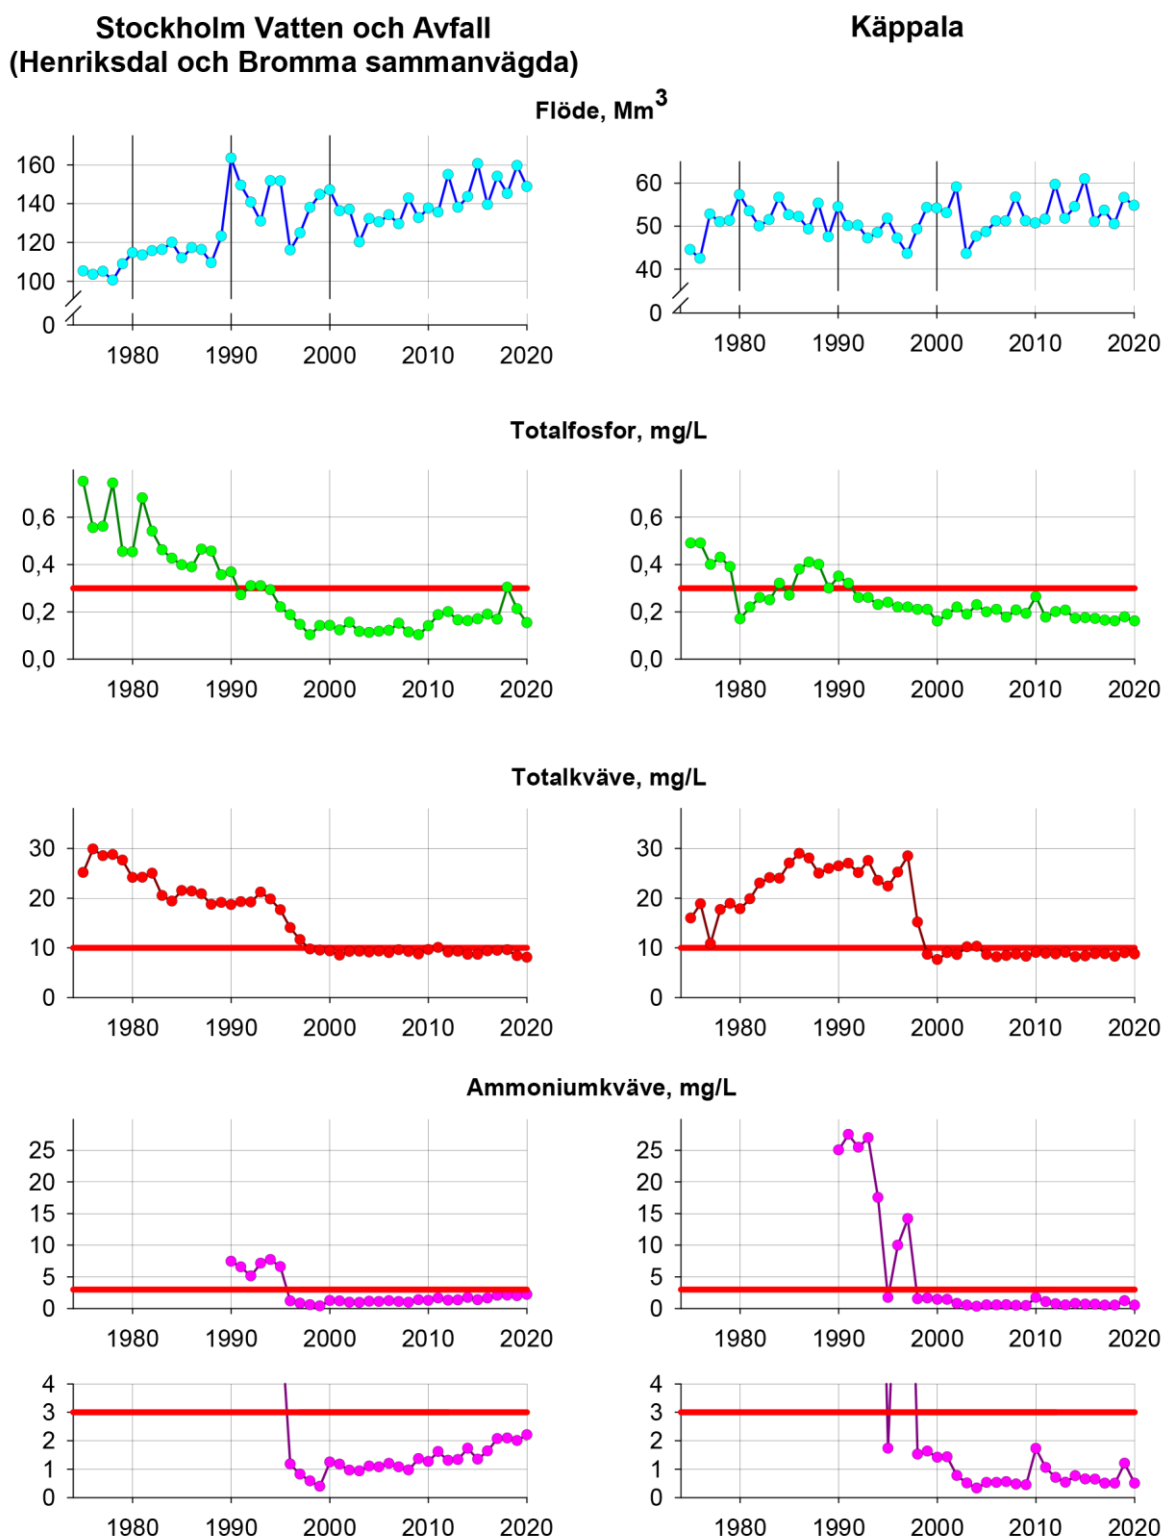 Stockholm Vatten och Avfall
(Henriksdal och Bromma sammanvägda)
Käppala
Flöde, Mm³
160
140
120
100
0
1980 1990 2000 2010 2020
60
50
40
0
1980 1990 2000 2010 2020
Totalfosfor, mg/L
0,6
0,4
0,2
0,0
1980 1990 2000 2010 2020
0,6
0,4
0,2
0,0
1980 1990 2000 2010 2020
Totalkväve, mg/L
30
20
10
0
1980 1990 2000 2010 2020
30
20
10
0
1980 1990 2000 2010 2020
Ammoniumkväve, mg/L
25
20
15
10
5
0
1980 1990 2000 2010 2020
25
20
15
10
5
0
1980 1990 2000 2010 2020
4
3
2
1
0
1980 1990 2000 2010 2020
4
3
2
1
0
1980 1990 2000 2010 2020